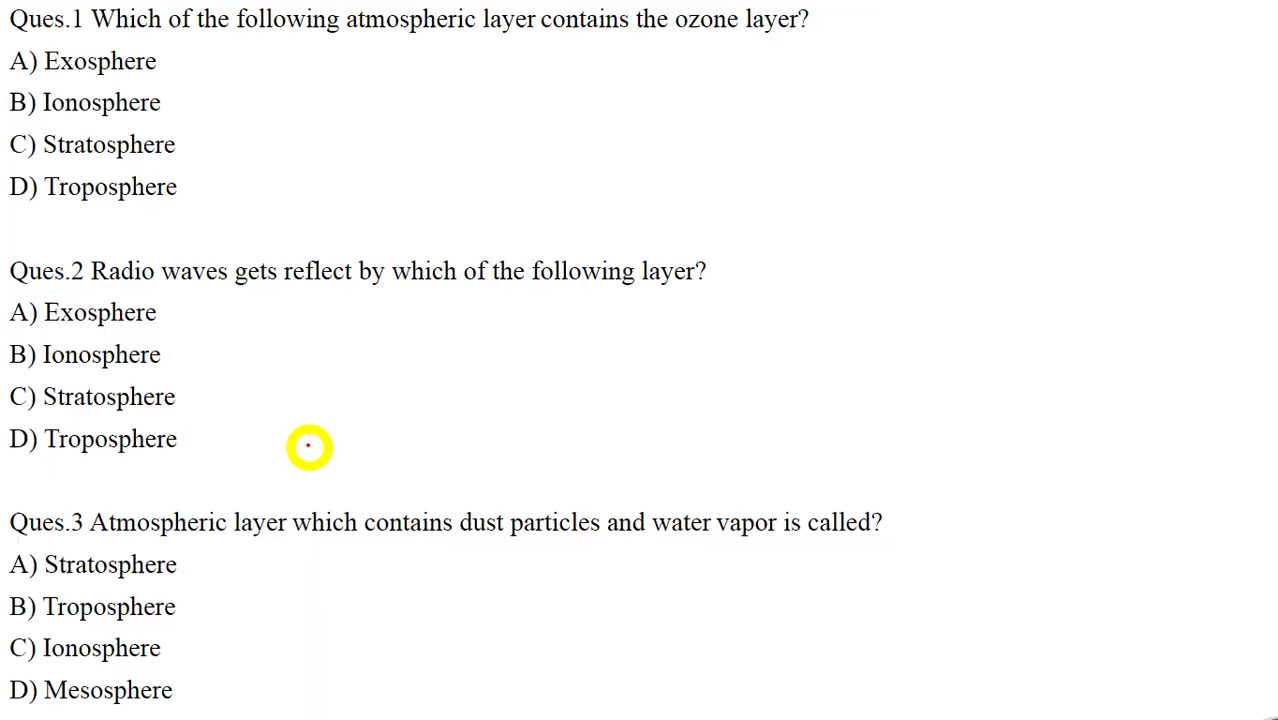 Ques.1 Which of the following atmospheric layer contains the ozone layer?
A) Exosphere
B) Ionosphere
C) Stratosphere
D) Troposphere
Ques.2 Radio waves gets reflect by which of the following layer?
A) Exosphere
B) Ionosphere
C) Stratosphere
D) Troposphere
Ques.3 Atmospheric layer which contains dust particles and water vapor is called?
A) Stratosphere
B) Troposphere
C) Ionosphere
D) Mesosphere